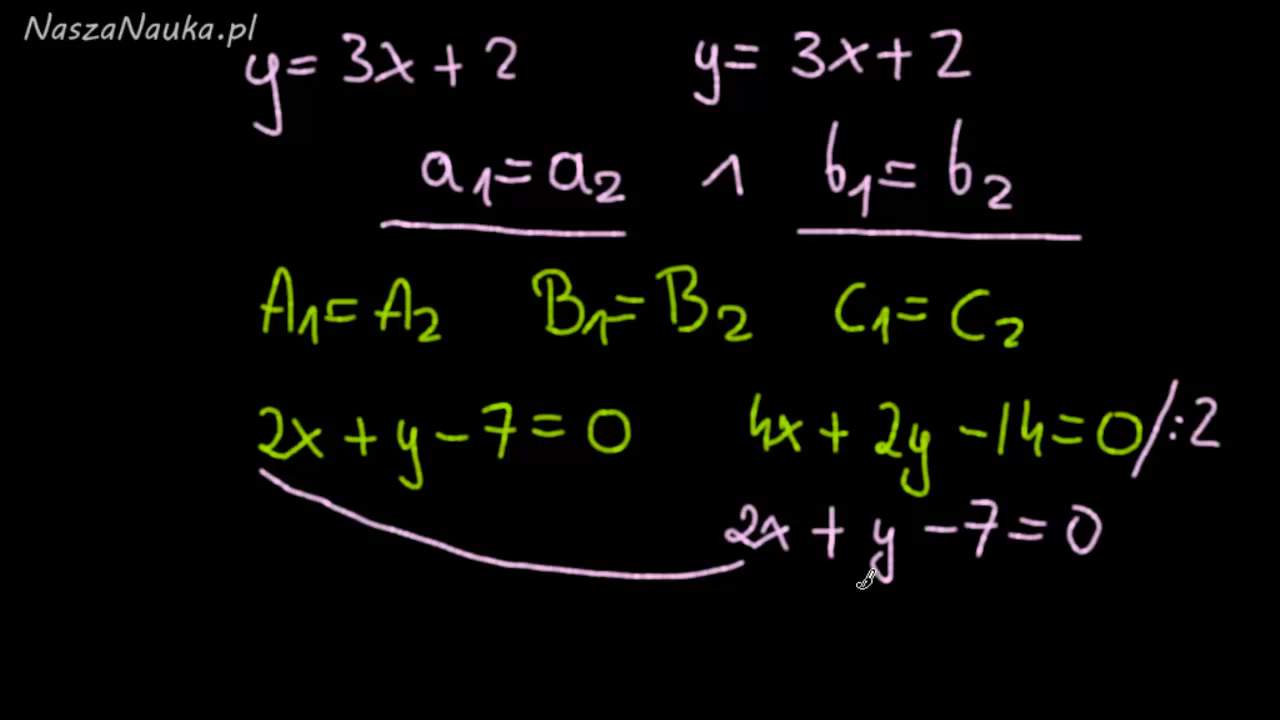 NaszaNauka.pl
y = 3x + 2 y = 3x + 2
a₁ = a₂ ∧ b₁ = b₂
A₁ = A₂ B₁ = B₂ C₁ = C₂
2x + y - 7 = 0 4x + 2y - 14 = 0 / : 2
2x + y - 7 = 0